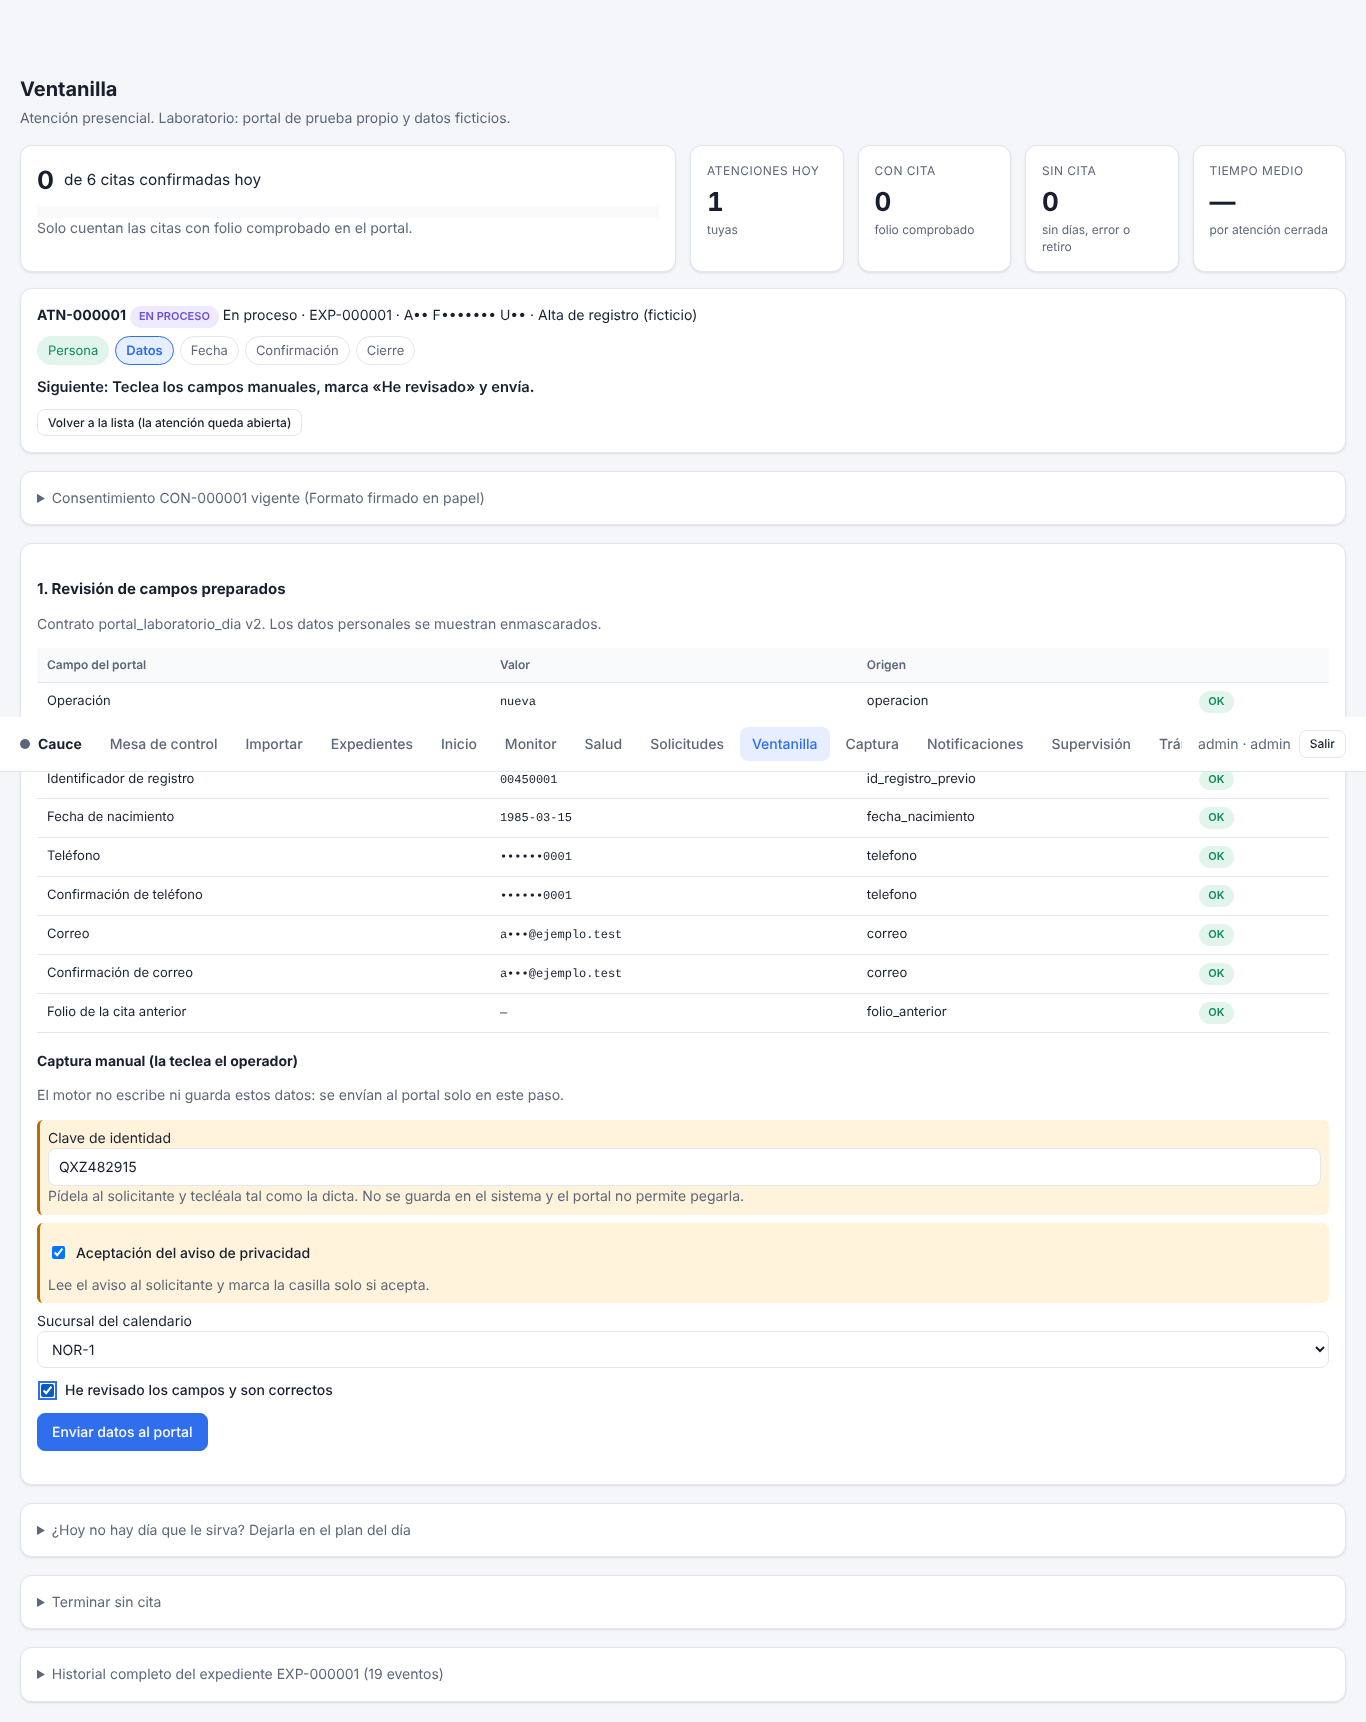 Ventanilla
Atención presencial. Laboratorio: portal de prueba propio y datos ficticios.
0 de 6 citas confirmadas hoy
Solo cuentan las citas con folio comprobado en el portal.
ATENCIONES HOY
1
tuyas
CON CITA
0
folio comprobado
SIN CITA
0
sin días, error o
retiro
TIEMPO MEDIO
—
por atención cerrada
ATN-000001 EN PROCESO En proceso · EXP-000001 · A•• F••••••• U•• · Alta de registro (ficticio)
Persona Datos Fecha Confirmación Cierre
Siguiente: Teclea los campos manuales, marca «He revisado» y envía.
Volver a la lista (la atención queda abierta)
▶ Consentimiento CON-000001 vigente (Formato firmado en papel)
1. Revisión de campos preparados
Contrato portal_laboratorio_dia v2. Los datos personales se muestran enmascarados.
Campo del portal Valor Origen
Operación nueva operacion OK
Cauce Mesa de control Importar Expedientes Inicio Monitor Salud Solicitudes Ventanilla Captura Notificaciones Supervisión Trá admin · admin Salir
Identificador de registro 00450001 id_registro_previo OK
Fecha de nacimiento 1985-03-15 fecha_nacimiento OK
Teléfono ••••••0001 telefono OK
Confirmación de teléfono ••••••0001 telefono OK
Correo a•••@ejemplo.test correo OK
Confirmación de correo a•••@ejemplo.test correo OK
Folio de la cita anterior — folio_anterior OK
Captura manual (la teclea el operador)
El motor no escribe ni guarda estos datos: se envían al portal solo en este paso.
Clave de identidad
QXZ482915
Pídela al solicitante y tecléala tal como la dicta. No se guarda en el sistema y el portal no permite pegarla.
Aceptación del aviso de privacidad
Lee el aviso al solicitante y marca la casilla solo si acepta.
Sucursal del calendario
NOR-1
He revisado los campos y son correctos
Enviar datos al portal
▶ ¿Hoy no hay día que le sirva? Dejarla en el plan del día
▶ Terminar sin cita
▶ Historial completo del expediente EXP-000001 (19 eventos)